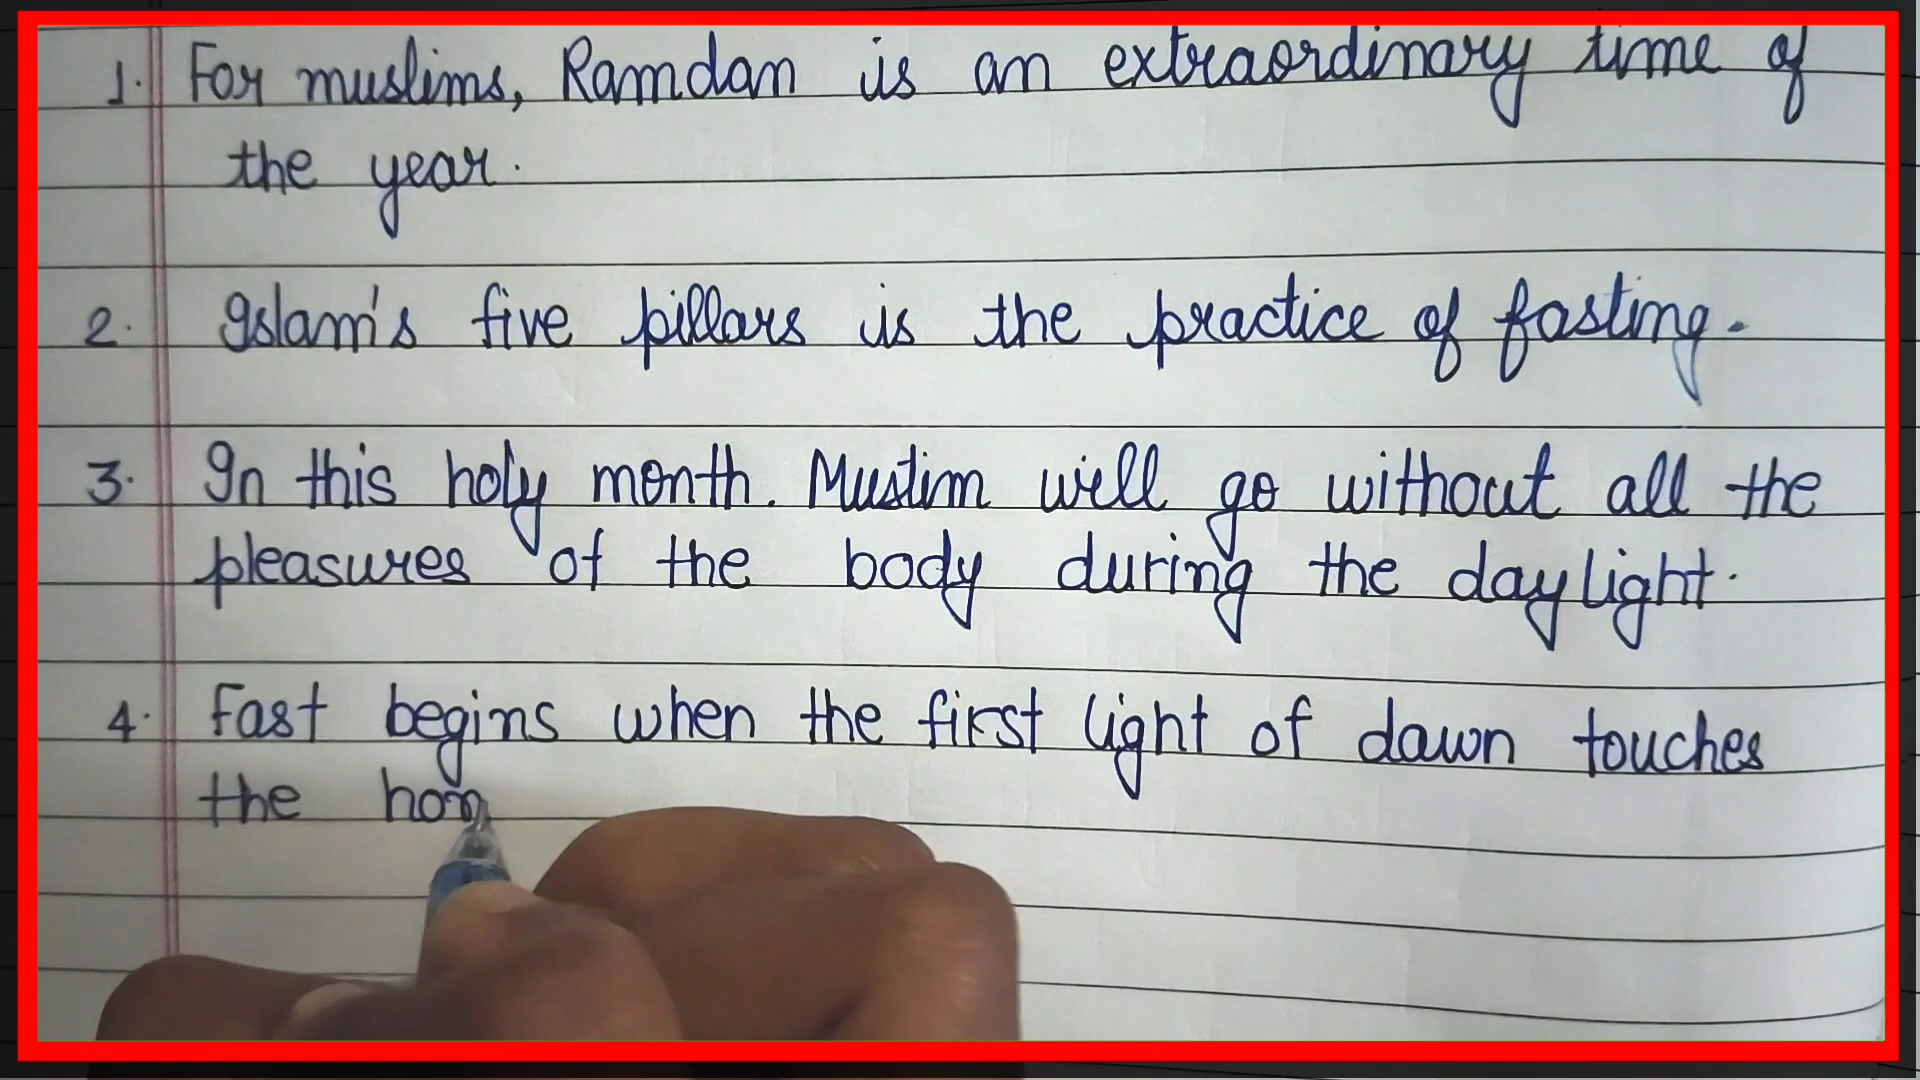 1. For muslims, Ramdan is an extraordinary time of
the year.
2. Islam's five pillars is the practice of fasting.
3. In this holy month. Muslim will go without all the
pleasures of the body during the daylight.
4. Fast begins when the first light of dawn touches
the